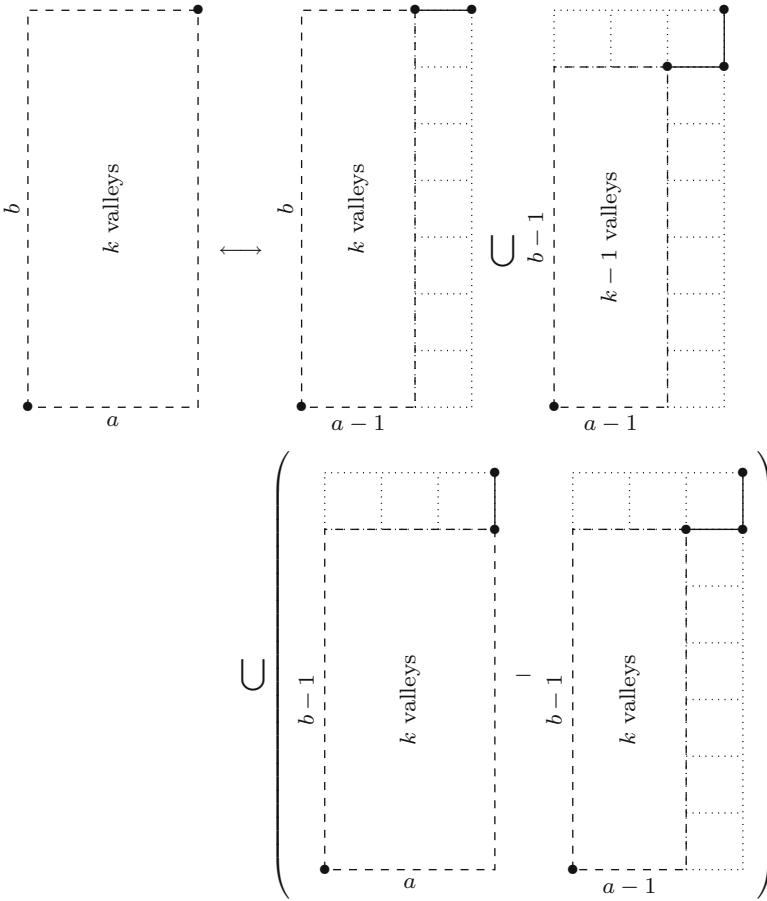 b
k valleys
a
⟷
b
k valleys
a − 1
⋃
b − 1
k − 1 valleys
a − 1
⋃
(
b − 1
k valleys
a
−
b − 1
k valleys
a − 1
)